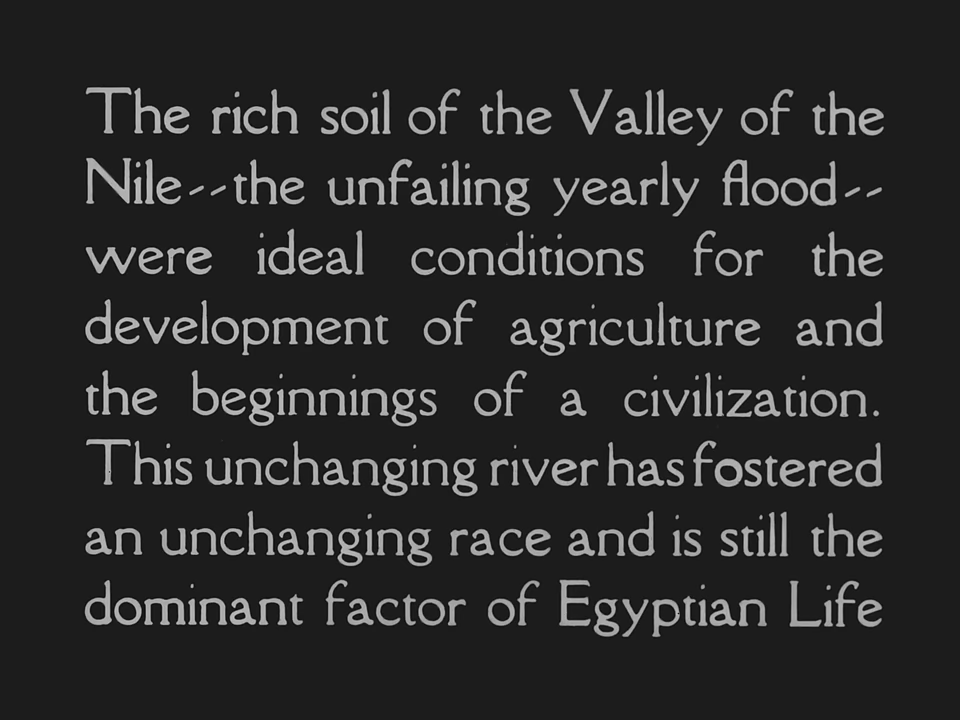 The rich soil of the Valley of the
Nile--the unfailing yearly flood--
were ideal conditions for the
development of agriculture and
the beginnings of a civilization.
This unchanging river has fostered
an unchanging race and is still the
dominant factor of Egyptian Life